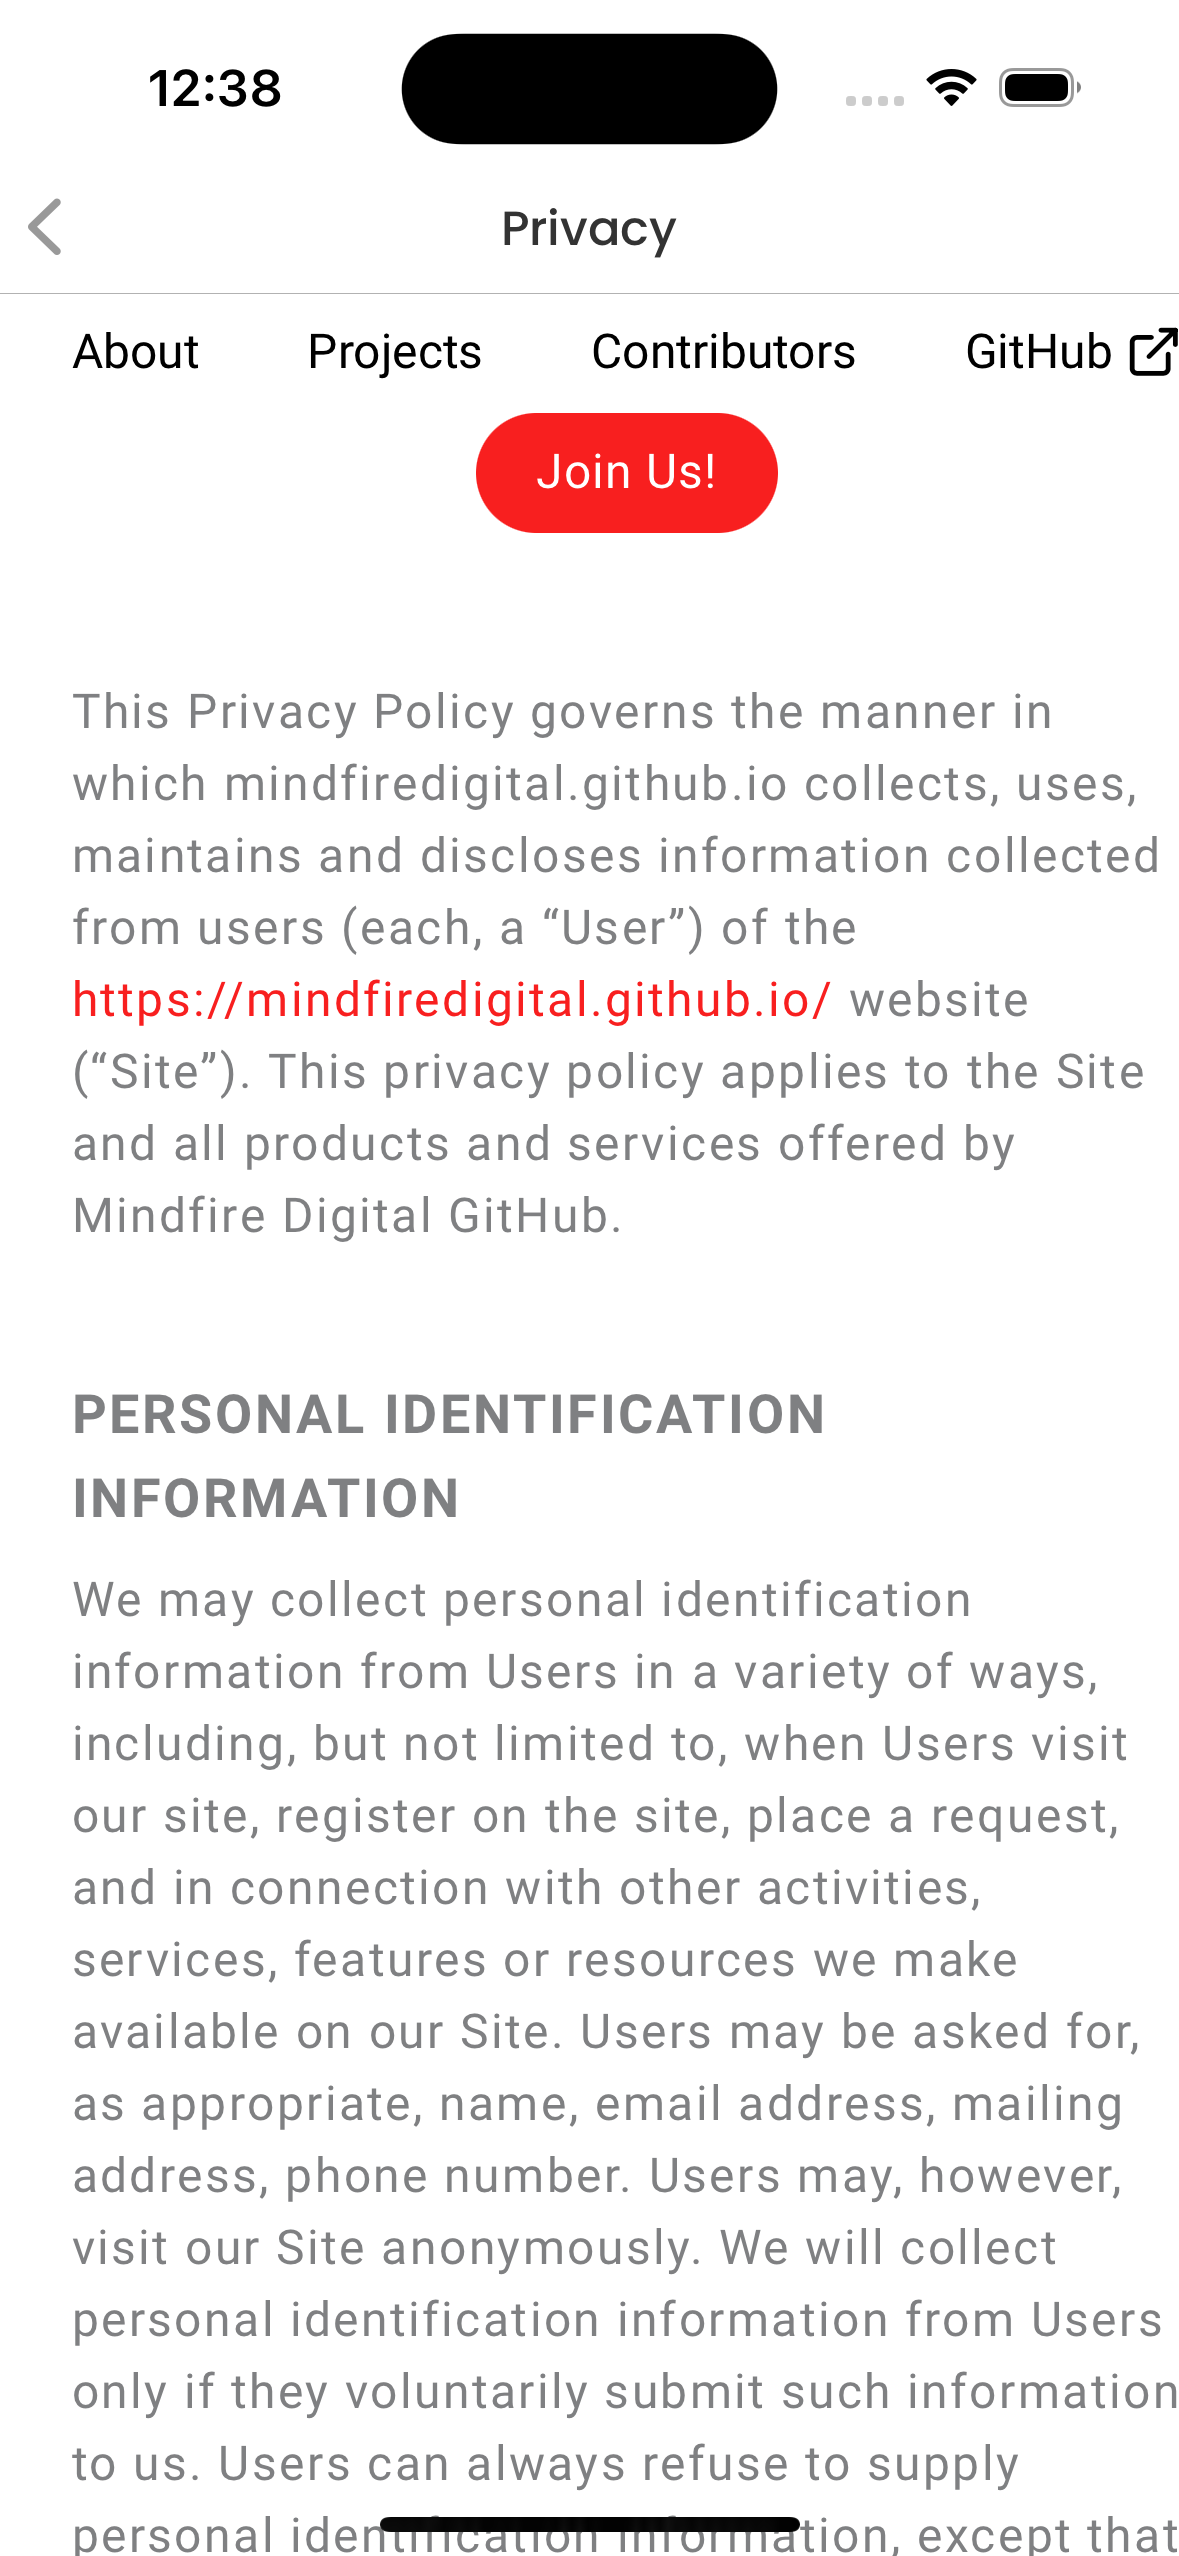 12:38
Privacy
About Projects Contributors GitHub
Join Us!
This Privacy Policy governs the manner in
which mindfiredigital.github.io collects, uses,
maintains and discloses information collected
from users (each, a “User”) of the
https://mindfiredigital.github.io/ website
(“Site”). This privacy policy applies to the Site
and all products and services offered by
Mindfire Digital GitHub.
PERSONAL IDENTIFICATION
INFORMATION
We may collect personal identification
information from Users in a variety of ways,
including, but not limited to, when Users visit
our site, register on the site, place a request,
and in connection with other activities,
services, features or resources we make
available on our Site. Users may be asked for,
as appropriate, name, email address, mailing
address, phone number. Users may, however,
visit our Site anonymously. We will collect
personal identification information from Users
only if they voluntarily submit such information
to us. Users can always refuse to supply
personal identification information, except that